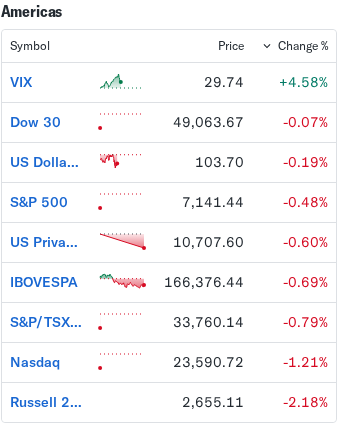 Americas
Symbol Price Change %
VIX 29.74 +4.58%
Dow 30 49,063.67 -0.07%
US Dolla... 103.70 -0.19%
S&P 500 7,141.44 -0.48%
US Priva... 10,707.60 -0.60%
IBOVESPA 166,376.44 -0.69%
S&P/TSX... 33,760.14 -0.79%
Nasdaq 23,590.72 -1.21%
Russell 2... 2,655.11 -2.18%